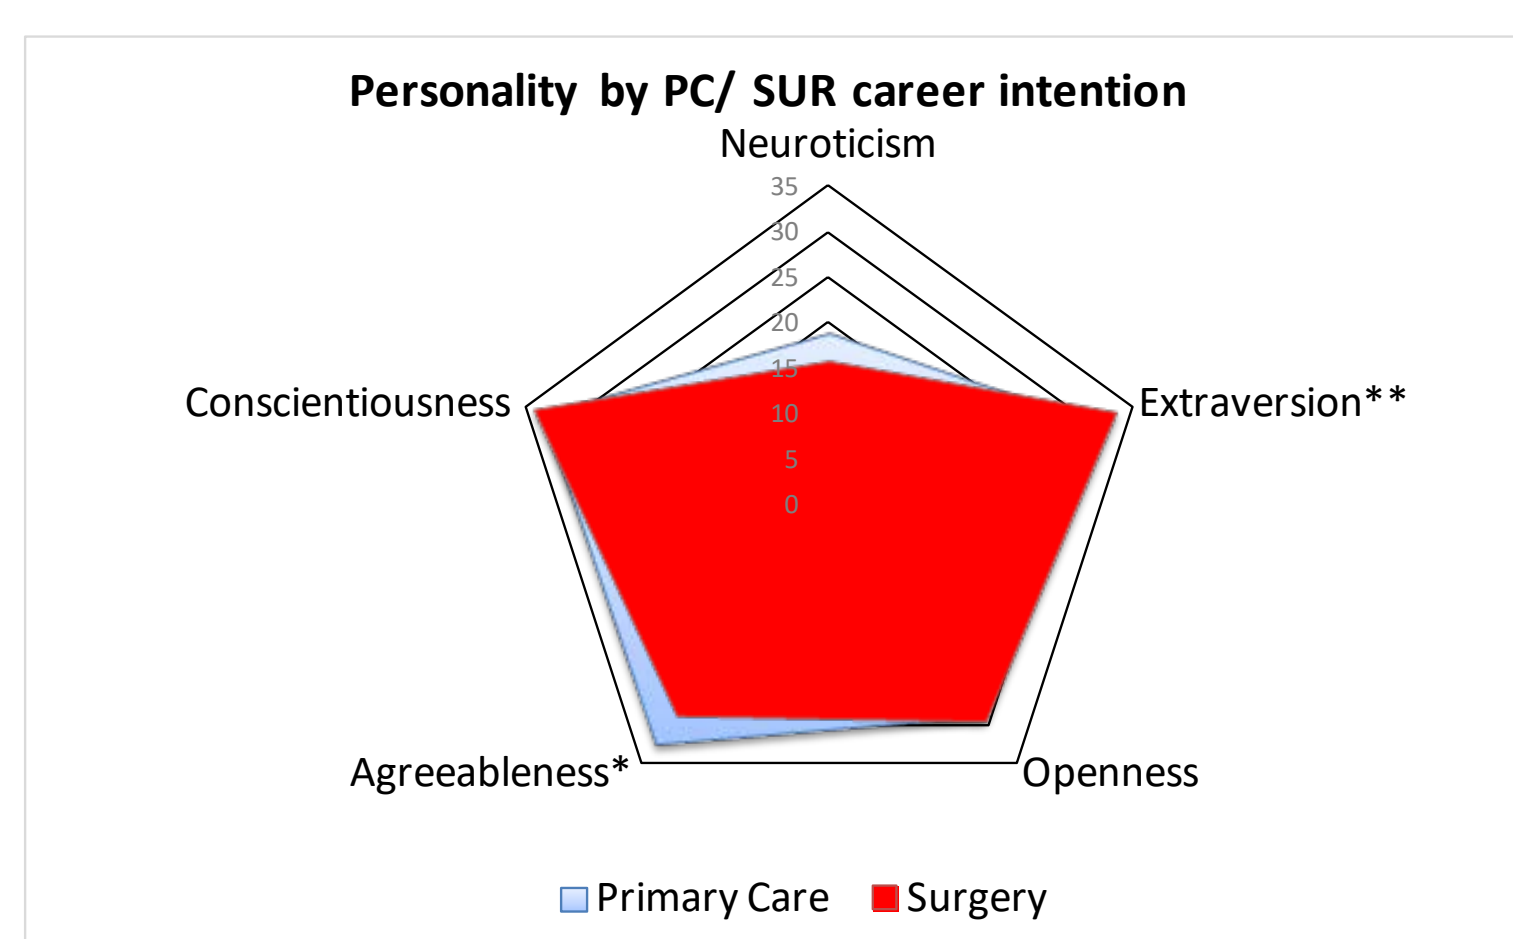 Personality by PC/ SUR career intention
Neuroticism
35
30
25
20
15
10
5
0
Conscientiousness
Extraversion**
Agreeableness*
Openness
Primary Care
Surgery